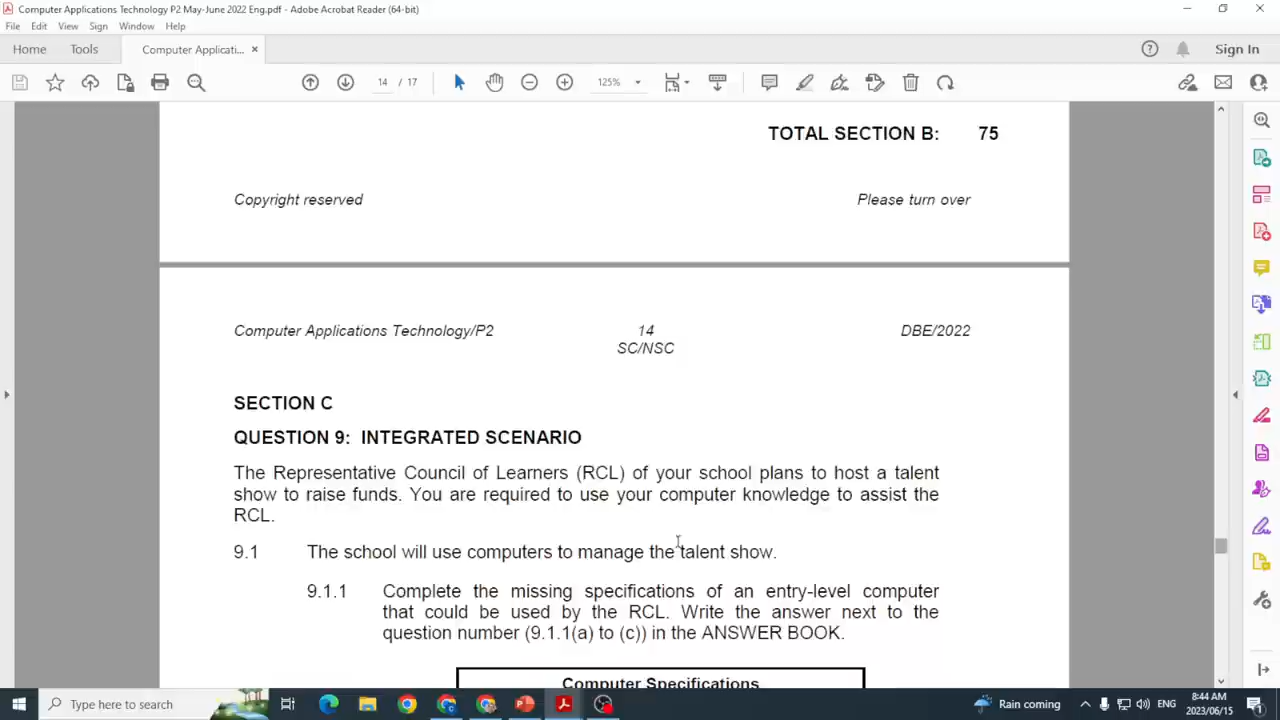 Computer Applications Technology P2 May-June 2022 Eng.pdf - Adobe Acrobat Reader (64-bit)
File Edit View Sign Window Help
Home Tools Computer Applicati... × Sign In
14 / 17 125%
TOTAL SECTION B: 75
Copyright reserved Please turn over
Computer Applications Technology/P2 14 DBE/2022
SC/NSC
SECTION C
QUESTION 9: INTEGRATED SCENARIO
The Representative Council of Learners (RCL) of your school plans to host a talent
show to raise funds. You are required to use your computer knowledge to assist the
RCL.
9.1 The school will use computers to manage the talent show.
9.1.1 Complete the missing specifications of an entry-level computer
that could be used by the RCL. Write the answer next to the
question number (9.1.1(a) to (c)) in the ANSWER BOOK.
Computer Specifications
Type here to search Rain coming ENG 8:44 AM
2023/06/15